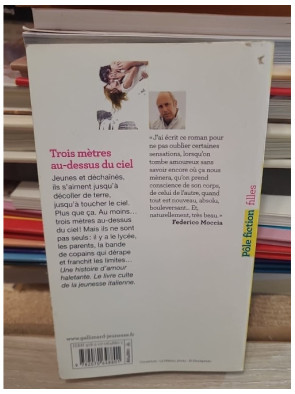 Trois mètres
au-dessus du ciel
Jeunes et déchaînés,
ils s'aiment jusqu'à
décoller de terre,
jusqu'à toucher le ciel.
Plus que ça. Au moins...
trois mètres au-dessus
du ciel ! Mais ils ne sont
pas seuls : il y a le lycée,
les parents, la bande
de copains qui dérape
et franchit les limites...
Une histoire d'amour
haletante. Le livre culte
de la jeunesse italienne.
« J'ai écrit ce roman pour
ne pas oublier certaines
sensations, lorsqu'on
tombe amoureux sans
savoir encore où ça nous
mènera, qu'on prend
conscience de son corps,
de celui de l'autre, quand
tout est nouveau, absolu,
bouleversant... Et,
naturellement, très beau. »
Federico Moccia
Pôle fiction filles
www.gallimard-jeunesse.fr